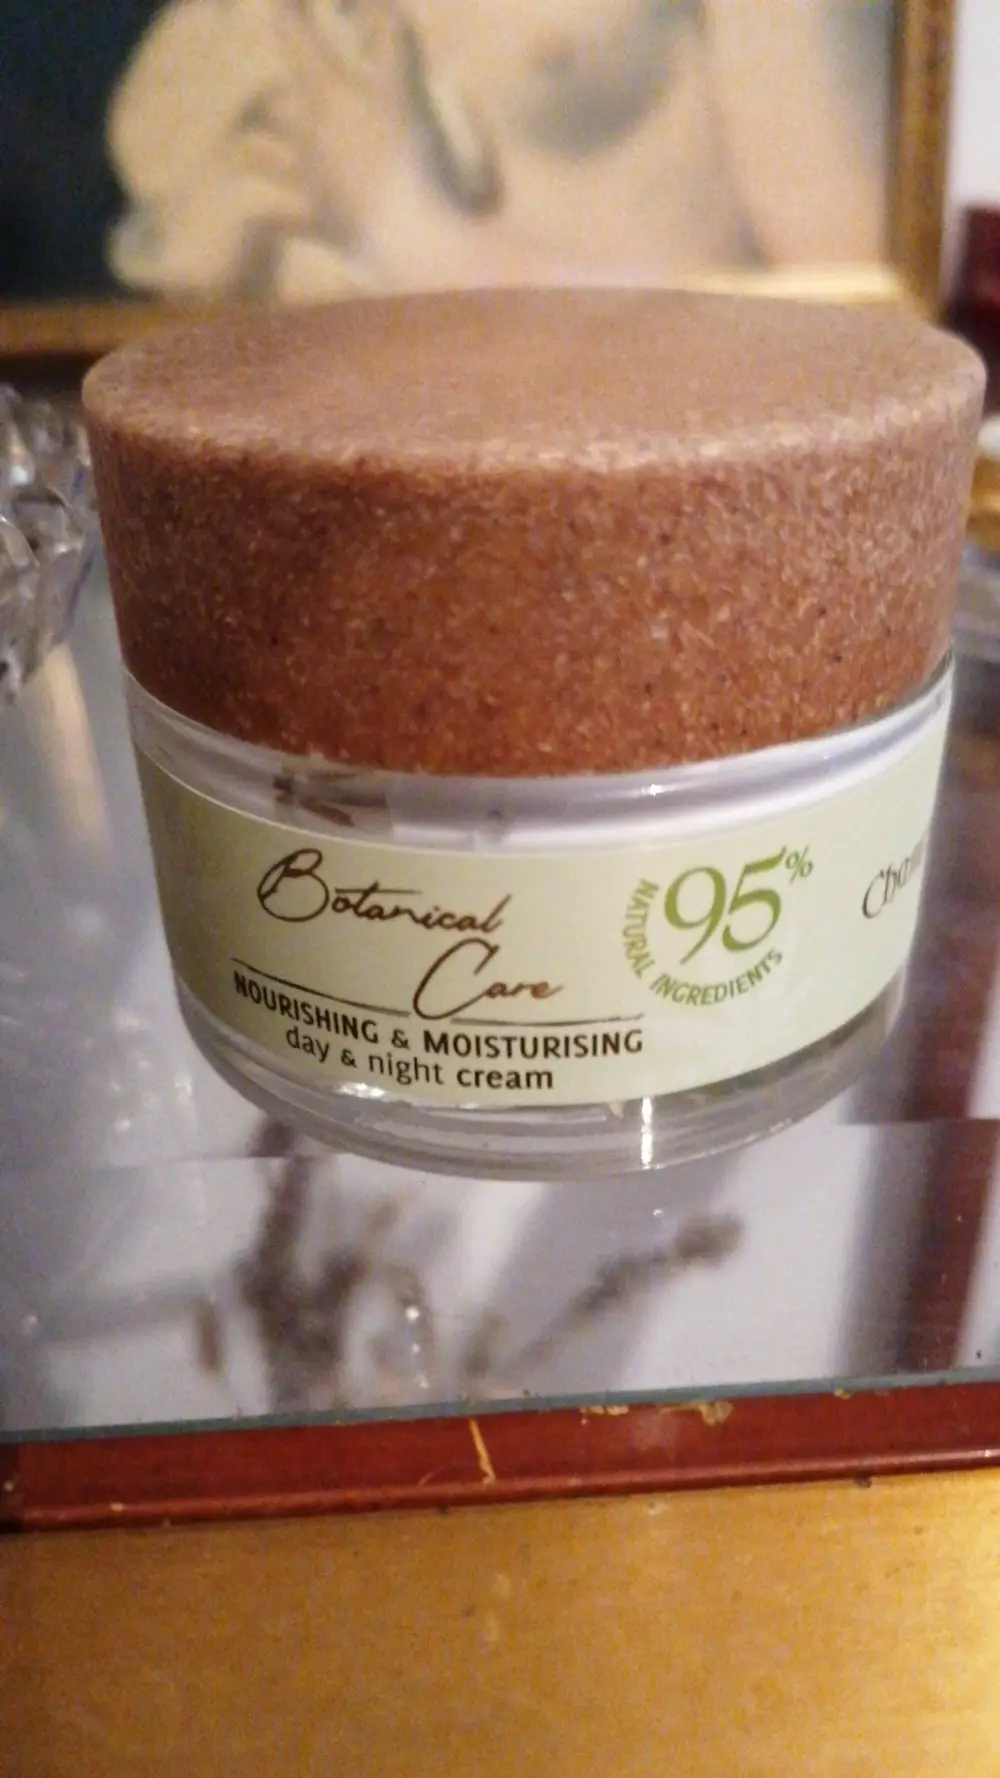 Botanical
Care
NOURISHING & MOISTURISING
day & night cream
95%
NATURAL INGREDIENTS